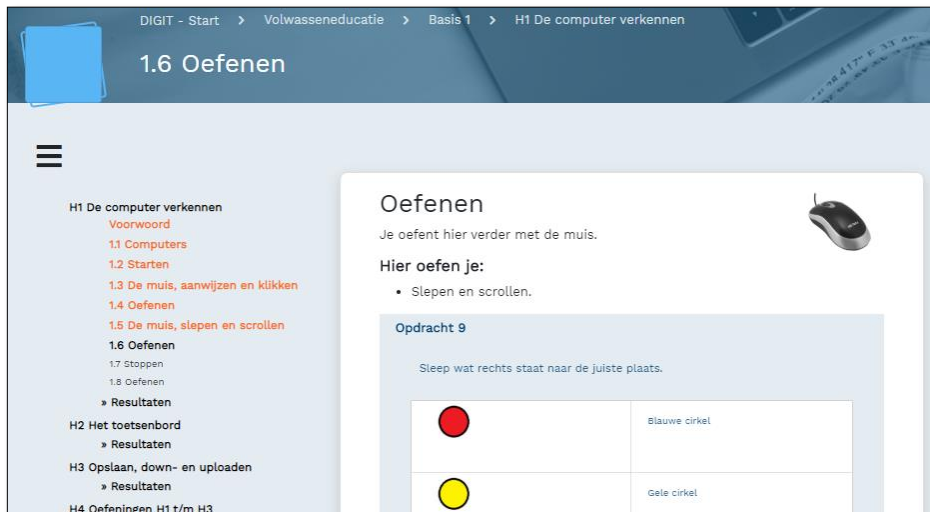 DIGIT - Start > Volwasseneducatie > Basis 1 > H1 De computer verkennen
1.6 Oefenen
H1 De computer verkennen
Voorwoord
1.1 Computers
1.2 Starten
1.3 De muis, aanwijzen en klikken
1.4 Oefenen
1.5 De muis, slepen en scrollen
1.6 Oefenen
1.7 Stoppen
1.8 Oefenen
» Resultaten
H2 Het toetsenbord
» Resultaten
H3 Opslaan, down- en uploaden
» Resultaten
H4 Oefeningen H1 t/m H3
Oefenen
Je oefent hier verder met de muis.
Hier oefen je:
• Slepen en scrollen.
Opdracht 9
Sleep wat rechts staat naar de juiste plaats.
Blauwe cirkel
Gele cirkel